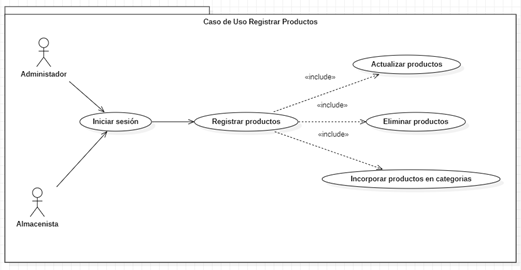 Caso de Uso Registrar Productos
Administador
Actualizar productos
«include»
«include»
Iniciar sesión
Registrar productos
Eliminar productos
«include»
Incorporar productos en categorias
Almacenista